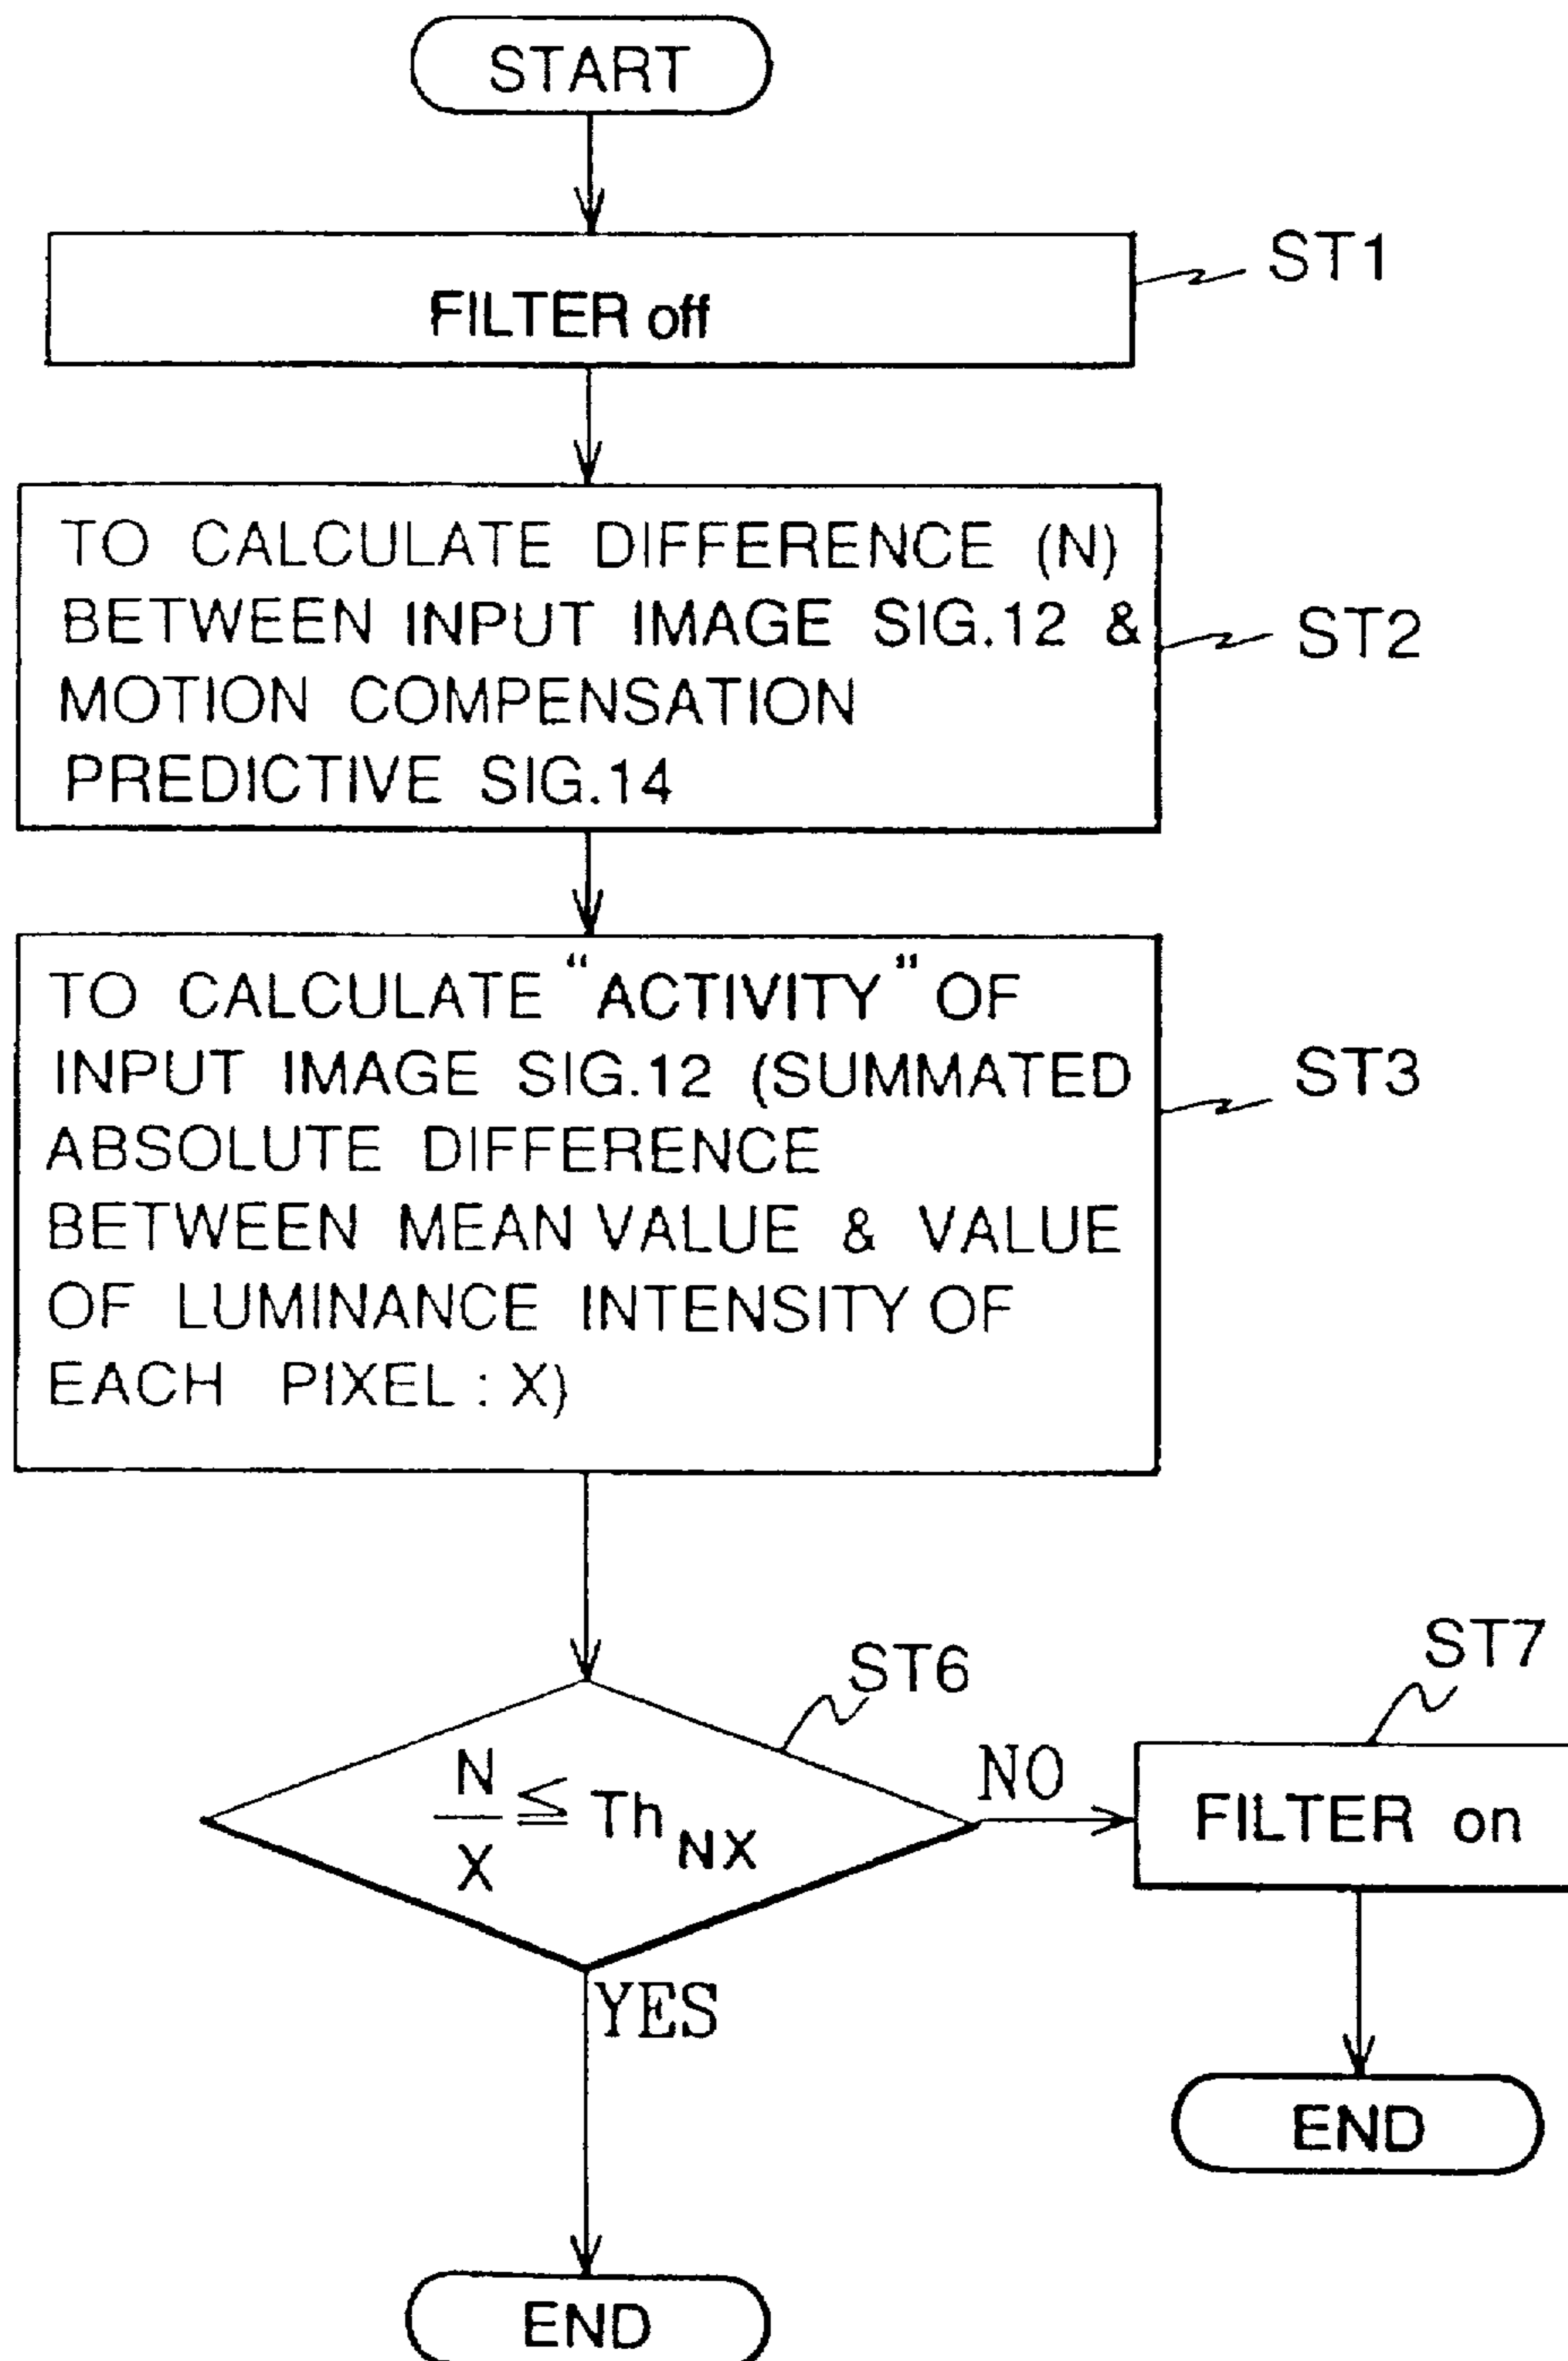 START
FILTER off
ST1
TO CALCULATE DIFFERENCE (N)
BETWEEN INPUT IMAGE SIG.12 &
MOTION COMPENSATION
PREDICTIVE SIG.14
ST2
TO CALCULATE "ACTIVITY" OF
INPUT IMAGE SIG.12 (SUMMATED
ABSOLUTE DIFFERENCE
BETWEEN MEAN VALUE & VALUE
OF LUMINANCE INTENSITY OF
EACH PIXEL : X)
ST3
ST6
N
X
≦ Th NX
NO
ST7
FILTER on
YES
END
END